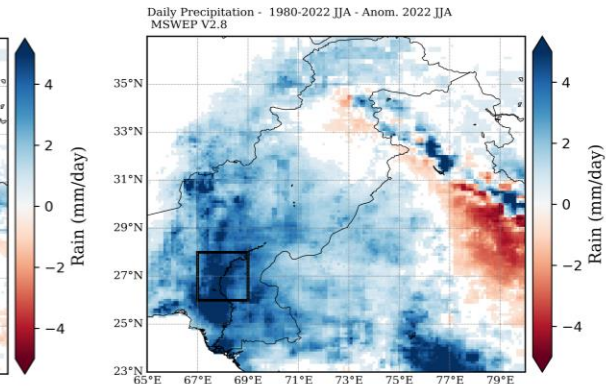 Daily Precipitation - 1980-2022 JJA - Anom. 2022 JJA
MSWEP V2.8
4
2
0
−2
−4
Rain (mm/day)
35°N
33°N
31°N
29°N
27°N
25°N
23°N
65°E 67°E 69°E 71°E 73°E 75°E 77°E 79°E
4
2
0
−2
−4
Rain (mm/day)